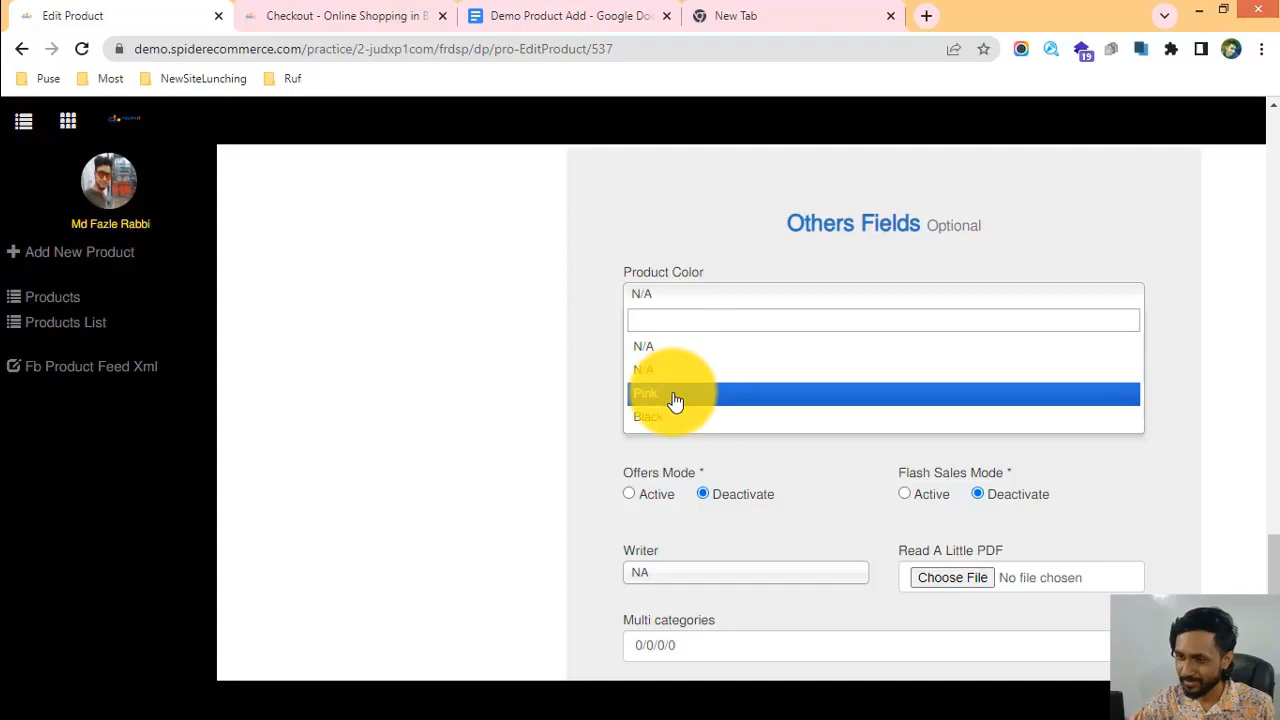 Edit Product
Checkout - Online Shopping in B
Demo Product Add - Google Do
New Tab
demo.spiderecommerce.com/practice/2-judxp1com/frdsp/dp/pro-EditProduct/537
19
Puse
Most
NewSiteLunching
Ruf
Md Fazle Rabbi
Add New Product
Products
Products List
Fb Product Feed Xml
Others Fields Optional
Product Color
N/A
N/A
N/A
Pink
Black
Offers Mode *
Flash Sales Mode *
Active
Deactivate
Active
Deactivate
Writer
Read A Little PDF
NA
Choose File No file chosen
Multi categories
0/0/0/0